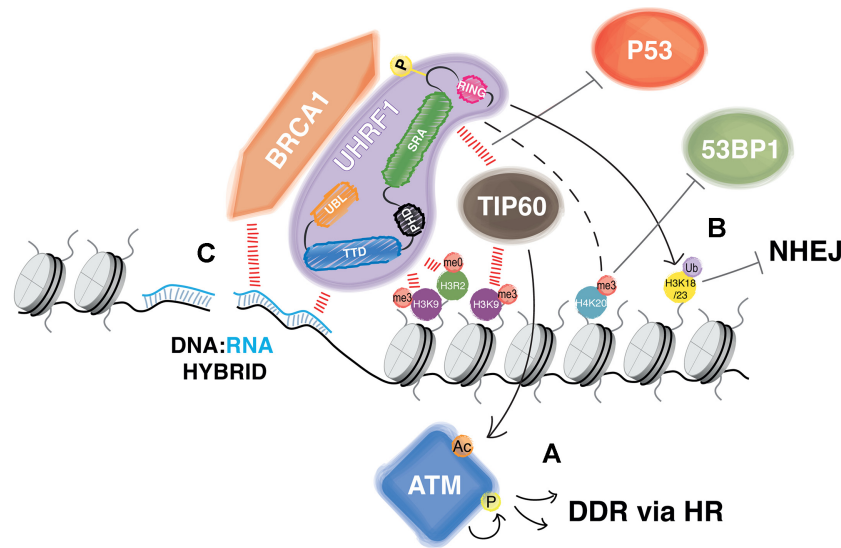 P53
P
RING
BRCA1
UHRF1
SRA
53BP1
UBL
PHD
TIP60
TTD
B
C
NHEJ
me0
Ub
H3R2
me3
H3K9
H3K9
me3
me3
H4K20
H3K18
/23
DNA:RNA
HYBRID
Ac
A
ATM
P
DDR via HR